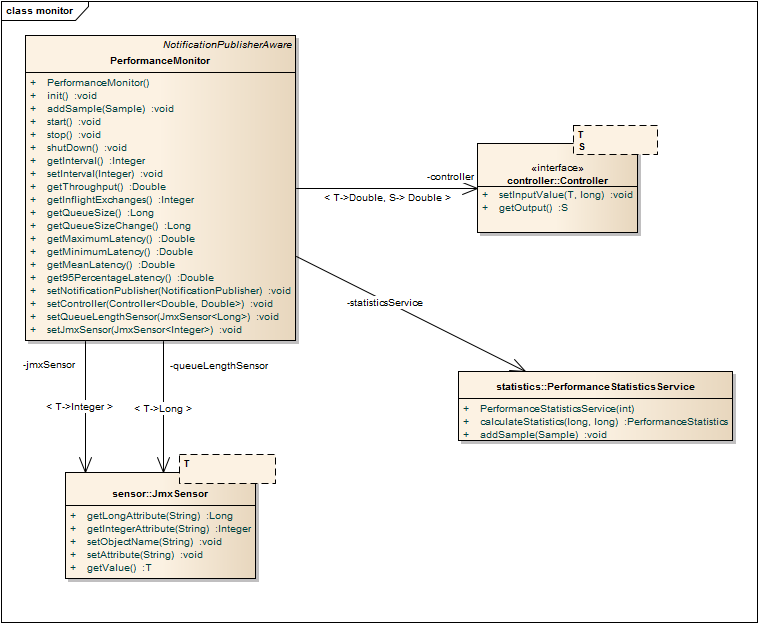 class monitor
NotificationPublisherAware
PerformanceMonitor
+ PerformanceMonitor()
+ init() :void
+ addSample(Sample) :void
+ start() :void
+ stop() :void
+ shutDown() :void
+ getInterval() :Integer
+ setInterval(Integer) :void
+ getThroughput() :Double
+ getInflightExchanges() :Integer
+ getQueueSize() :Long
+ getQueueSizeChange() :Long
+ getMaximumLatency() :Double
+ getMinimumLatency() :Double
+ getMeanLatency() :Double
+ get95PercentageLatency() :Double
+ setNotificationPublisher(NotificationPublisher) :void
+ setController(Controller<Double, Double>) :void
+ setQueueLengthSensor(JmxSensor<Long>) :void
+ setJmxSensor(JmxSensor<Integer>) :void
-controller
< T->Double, S-> Double >
T
S
«interface»
controller::Controller
+ setInputValue(T, long) :void
+ getOutput() :S
-statisticsService
statistics::PerformanceStatisticsService
+ PerformanceStatisticsService(int)
+ calculateStatistics(long, long) :PerformanceStatistics
+ addSample(Sample) :void
-jmxSensor
< T->Integer >
-queueLengthSensor
< T->Long >
T
sensor::JmxSensor
+ getLongAttribute(String) :Long
+ getIntegerAttribute(String) :Integer
+ setObjectName(String) :void
+ setAttribute(String) :void
+ getValue() :T